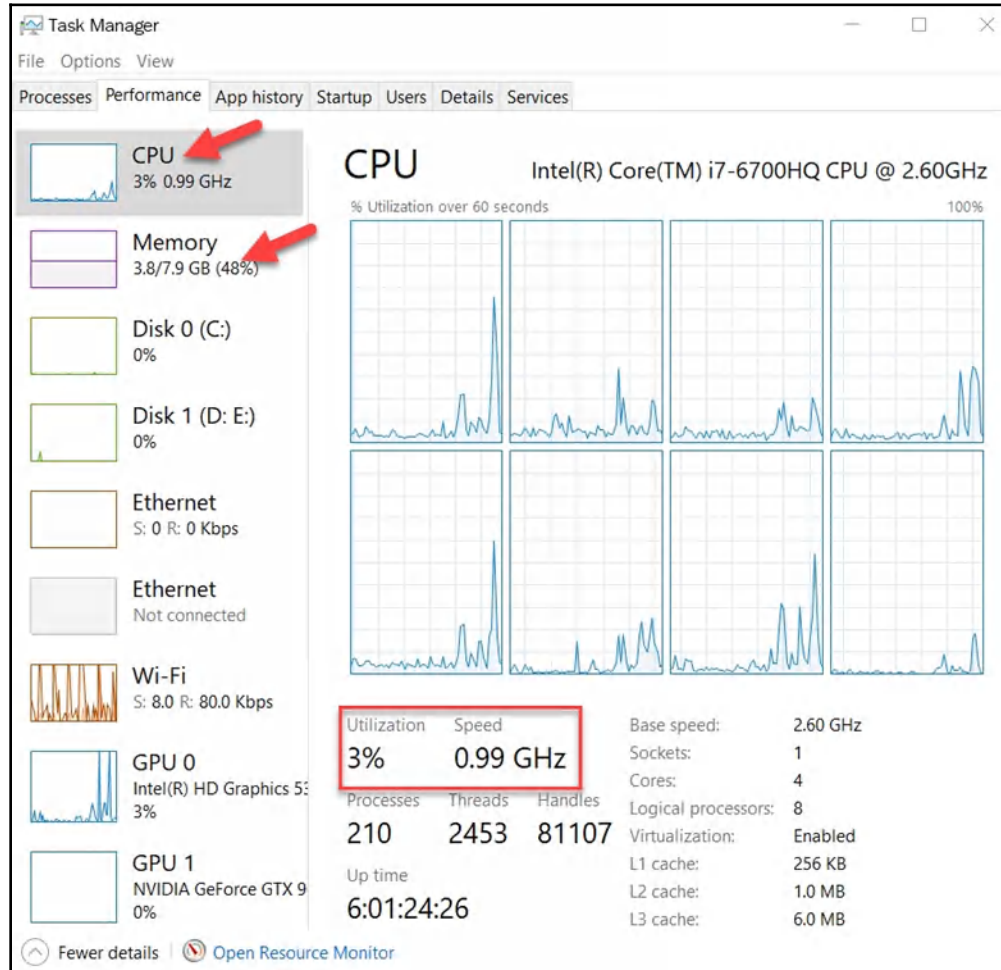 Task Manager
File Options View
Processes Performance App history Startup Users Details Services
CPU
3% 0.99 GHz
Memory
3.8/7.9 GB (48%)
Disk 0 (C:)
0%
Disk 1 (D: E:)
0%
Ethernet
S: 0 R: 0 Kbps
Ethernet
Not connected
Wi-Fi
S: 8.0 R: 80.0 Kbps
GPU 0
Intel(R) HD Graphics 53
3%
GPU 1
NVIDIA GeForce GTX 9
0%
CPU Intel(R) Core(TM) i7-6700HQ CPU @ 2.60GHz
% Utilization over 60 seconds 100%
Utilization Speed
3% 0.99 GHz
Processes Threads Handles
210 2453 81107
Up time
6:01:24:26
Base speed: 2.60 GHz
Sockets: 1
Cores: 4
Logical processors: 8
Virtualization: Enabled
L1 cache: 256 KB
L2 cache: 1.0 MB
L3 cache: 6.0 MB
Fewer details Open Resource Monitor